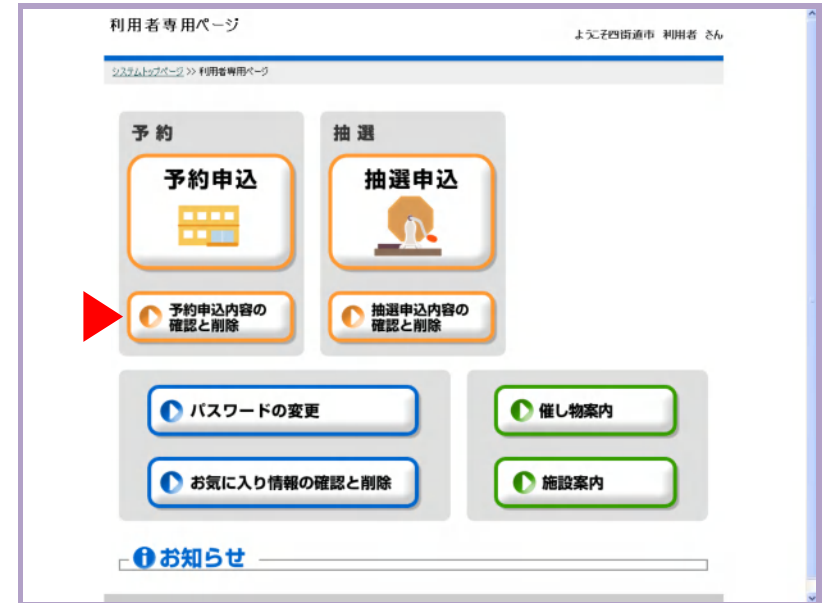 利用者専用ページ
ようこそ四街道市 利用者 さん
システムトップページ >> 利用者専用ページ
予約
抽選
予約申込
抽選申込
予約申込内容の
確認と削除
抽選申込内容の
確認と削除
パスワードの変更
催し物案内
お気に入り情報の確認と削除
施設案内
お知らせ